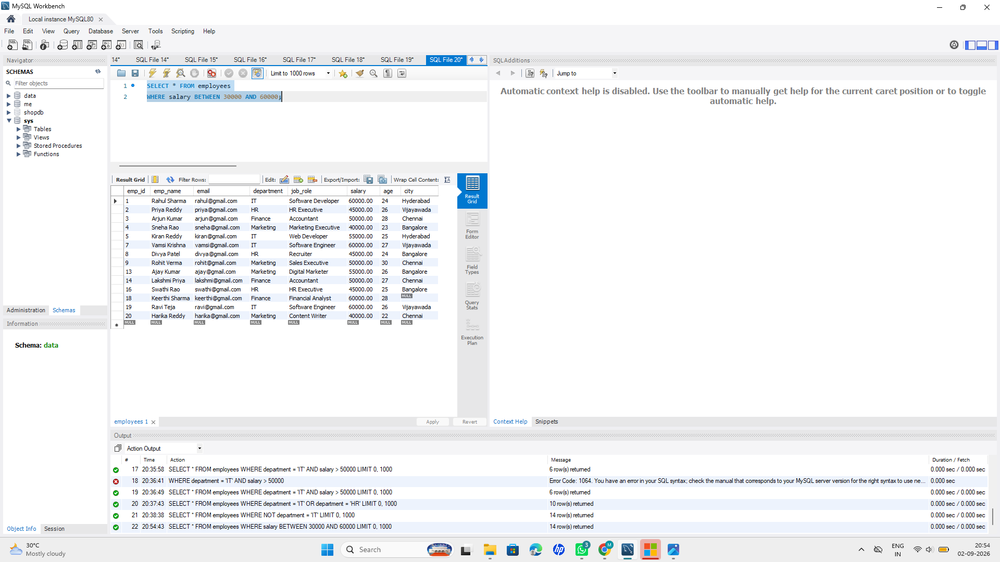 MySQL Workbench
Local instance MySQL80
File Edit View Query Database Server Tools Scripting Help
Navigator
SCHEMAS
Filter objects
data
me
shopdb
sys
Tables
Views
Stored Procedures
Functions
Administration Schemas
Information
Schema: data
Object Info Session
14* SQL File 14* SQL File 15* SQL File 16* SQL File 17* SQL File 18* SQL File 19* SQL File 20*
Limit to 1000 rows
1 SELECT * FROM employees
2 WHERE salary BETWEEN 30000 AND 60000;
Result Grid Filter Rows: Edit: Export/Import: Wrap Cell Content:
emp_id emp_name email department job_role salary age city
1 Rahul Sharma rahul@gmail.com IT Software Developer 60000.00 24 Hyderabad
2 Priya Reddy priya@gmail.com HR HR Executive 45000.00 26 Vijayawada
3 Arjun Kumar arjun@gmail.com Finance Accountant 50000.00 28 Chennai
4 Sneha Rao sneha@gmail.com Marketing Marketing Executive 40000.00 23 Bangalore
5 Kiran Reddy kiran@gmail.com IT Web Developer 55000.00 25 Hyderabad
7 Vamsi Krishna vamsi@gmail.com IT Software Engineer 60000.00 27 Vijayawada
8 Divya Patel divya@gmail.com HR Recruiter 45000.00 24 Bangalore
9 Rohit Verma rohit@gmail.com Marketing Sales Executive 50000.00 30 Chennai
13 Ajay Kumar ajay@gmail.com Marketing Digital Marketer 55000.00 26 Bangalore
14 Lakshmi Priya lakshmi@gmail.com Finance Accountant 50000.00 27 Chennai
16 Swathi Rao swathi@gmail.com HR HR Executive 45000.00 25 Bangalore
18 Keerthi Sharma keerthi@gmail.com Finance Financial Analyst 60000.00 28 NULL
19 Ravi Teja ravi@gmail.com IT Software Engineer 60000.00 26 Vijayawada
20 Harika Reddy harika@gmail.com Marketing Content Writer 40000.00 22 Chennai
NULL NULL NULL NULL NULL NULL NULL NULL
Result Grid
Form Editor
Field Types
Query Stats
Execution Plan
employees 1 Apply Revert
SQLAdditions
Jump to
Automatic context help is disabled. Use the toolbar to manually get help for the current caret position or to toggle
automatic help.
Context Help Snippets
Output
Action Output
# Time Action Message Duration / Fetch
17 20:35:58 SELECT * FROM employees WHERE department = 'IT' AND salary > 50000 LIMIT 0, 1000 6 row(s) returned 0.000 sec / 0.000 sec
18 20:36:41 WHERE department = 'IT' AND salary > 50000 Error Code: 1064. You have an error in your SQL syntax; check the manual that corresponds to your MySQL server version for the right syntax to use ne... 0.000 sec
19 20:36:49 SELECT * FROM employees WHERE department = 'IT' AND salary > 50000 LIMIT 0, 1000 6 row(s) returned 0.000 sec / 0.000 sec
20 20:37:43 SELECT * FROM employees WHERE department = 'IT' OR department = 'HR' LIMIT 0, 1000 10 row(s) returned 0.000 sec / 0.000 sec
21 20:38:38 SELECT * FROM employees WHERE NOT department = 'IT' LIMIT 0, 1000 14 row(s) returned 0.000 sec / 0.000 sec
22 20:54:43 SELECT * FROM employees WHERE salary BETWEEN 30000 AND 60000 LIMIT 0, 1000 14 row(s) returned 0.000 sec / 0.000 sec
30°C
Mostly cloudy
Search
hp
3
M
ENG
IN
20:54
02-09-2026